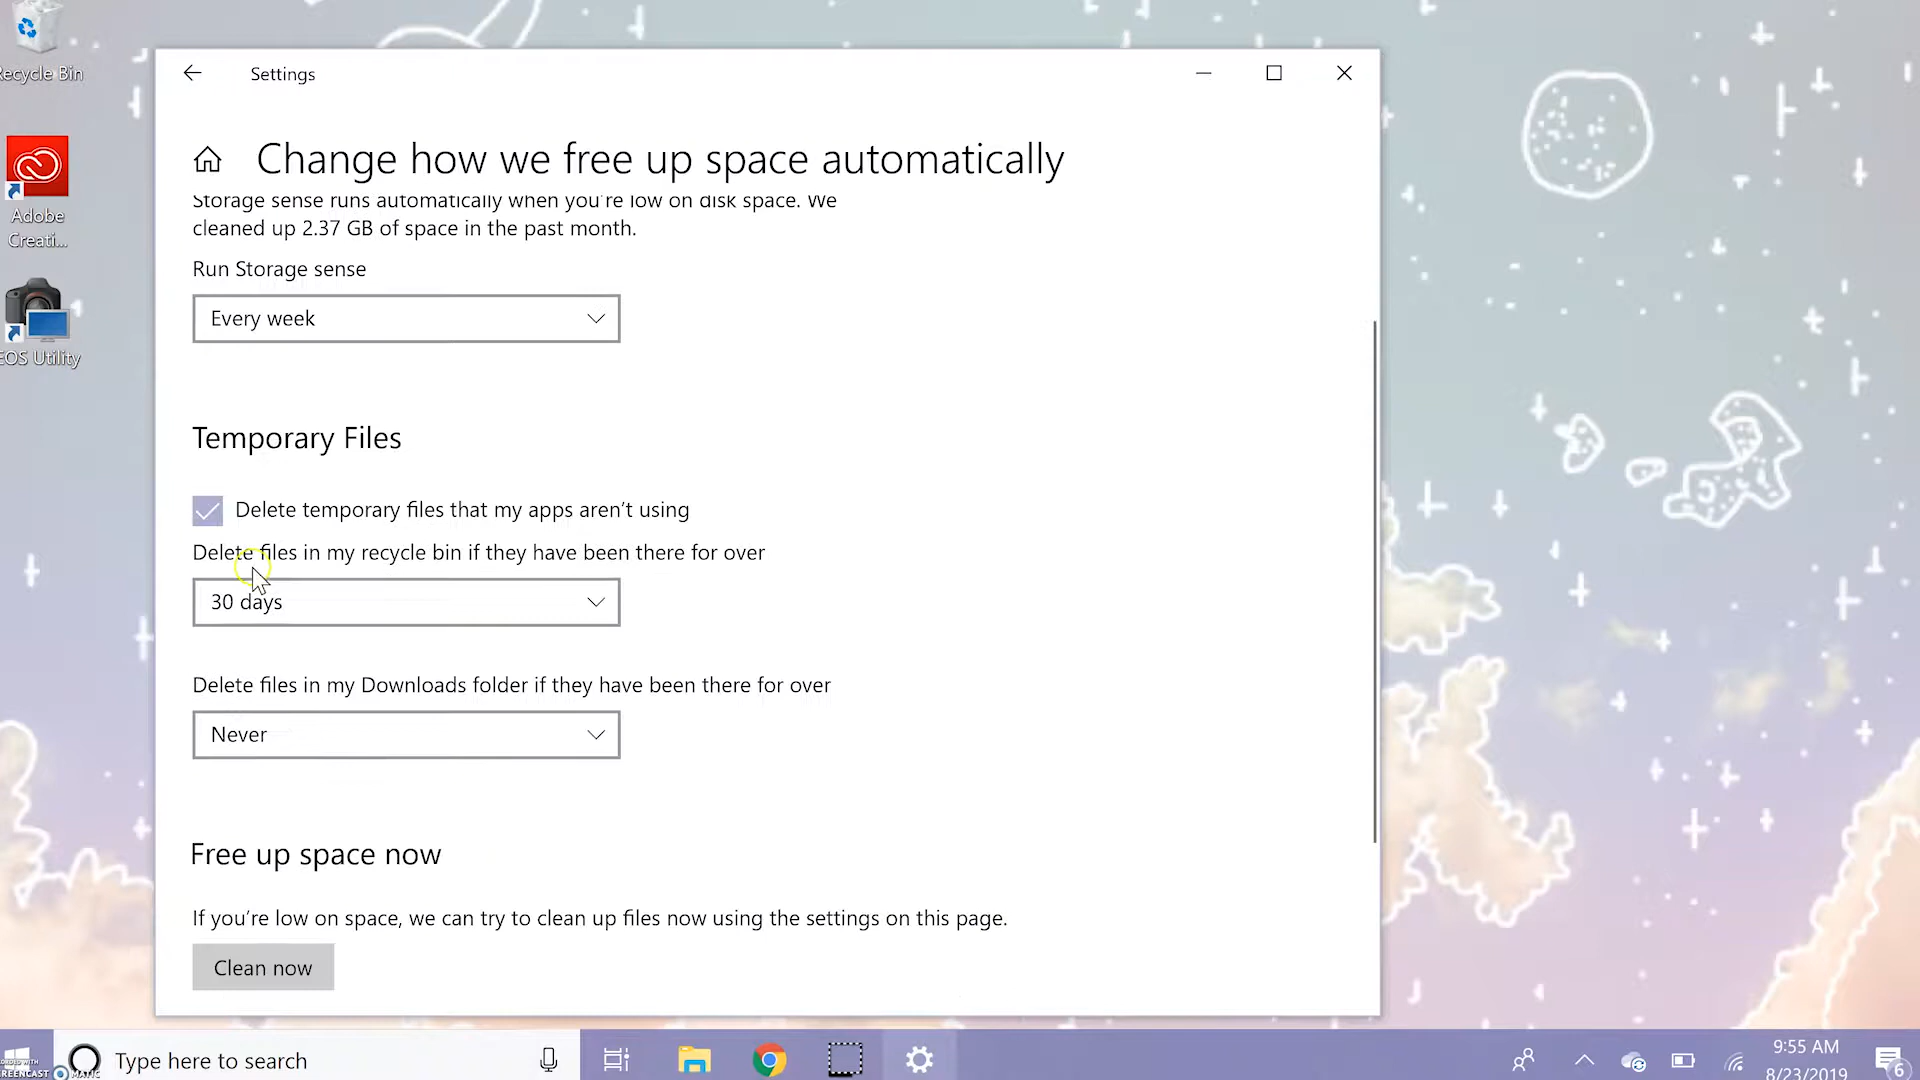 Recycle Bin
Adobe
Creati...
EOS Utility
Settings
Change how we free up space automatically
Storage sense runs automatically when you're low on disk space. We
cleaned up 2.37 GB of space in the past month.
Run Storage sense
Every week
Temporary Files
Delete temporary files that my apps aren't using
Delete files in my recycle bin if they have been there for over
30 days
Delete files in my Downloads folder if they have been there for over
Never
Free up space now
If you're low on space, we can try to clean up files now using the settings on this page.
Clean now
Type here to search
9:55 AM
8/23/2019
6